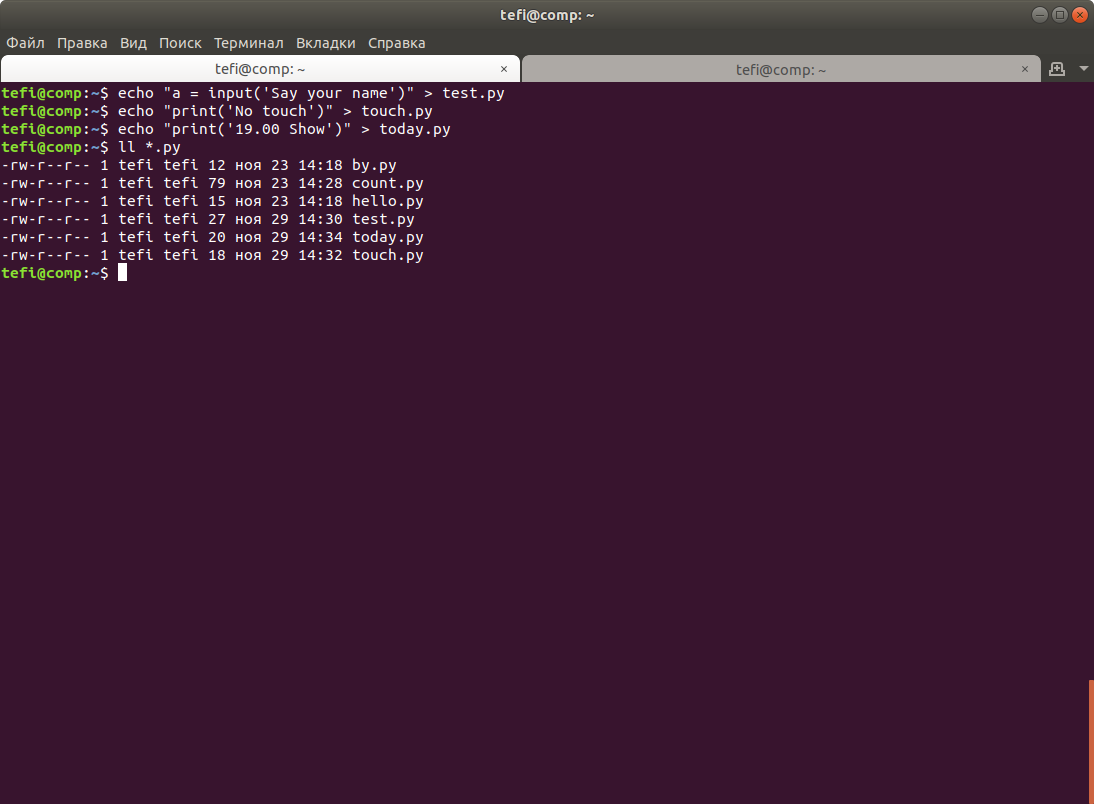 tefi@comp: ~
Файл Правка Вид Поиск Терминал Вкладки Справка
tefi@comp: ~ × tefi@comp: ~ ×
tefi@comp:~$ echo "a = input('Say your name')" > test.py
tefi@comp:~$ echo "print('No touch')" > touch.py
tefi@comp:~$ echo "print('19.00 Show')" > today.py
tefi@comp:~$ ll *.py
-rw-r--r-- 1 tefi tefi 12 ноя 23 14:18 by.py
-rw-r--r-- 1 tefi tefi 79 ноя 23 14:28 count.py
-rw-r--r-- 1 tefi tefi 15 ноя 23 14:18 hello.py
-rw-r--r-- 1 tefi tefi 27 ноя 29 14:30 test.py
-rw-r--r-- 1 tefi tefi 20 ноя 29 14:34 today.py
-rw-r--r-- 1 tefi tefi 18 ноя 29 14:32 touch.py
tefi@comp:~$